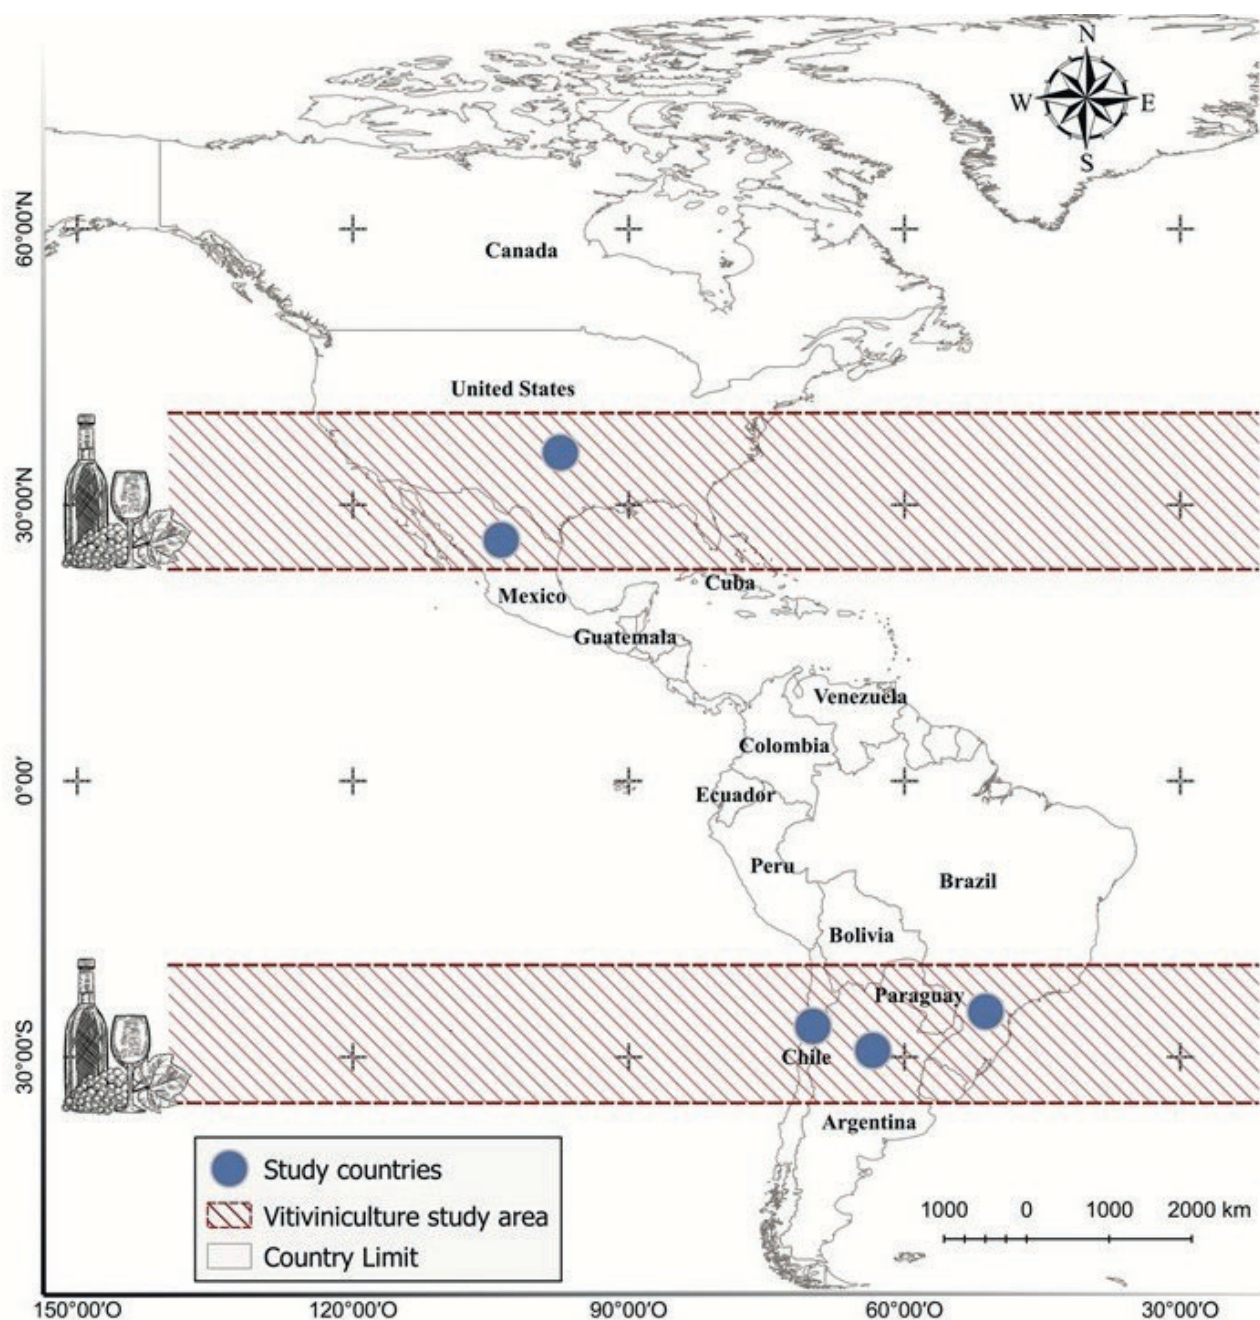 N
W E
S
60°00'N
Canada
United States
30°00'N
Cuba
Mexico
Guatemala
Venezuela
Colombia
0°00'
Ecuador
Peru
Brazil
Bolivia
Paraguay
30°00'S
Chile
Argentina
Study countries
Vitiviniculture study area
Country Limit
1000 0 1000 2000 km
150°00'O 120°00'O 90°00'O 60°00'O 30°00'O